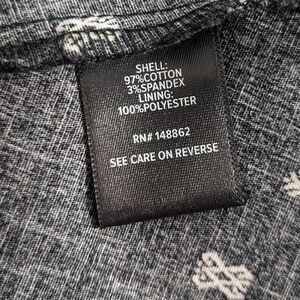 SHELL:
97%COTTON
3%SPANDEX
LINING:
100%POLYESTER
RN# 148862
SEE CARE ON REVERSE